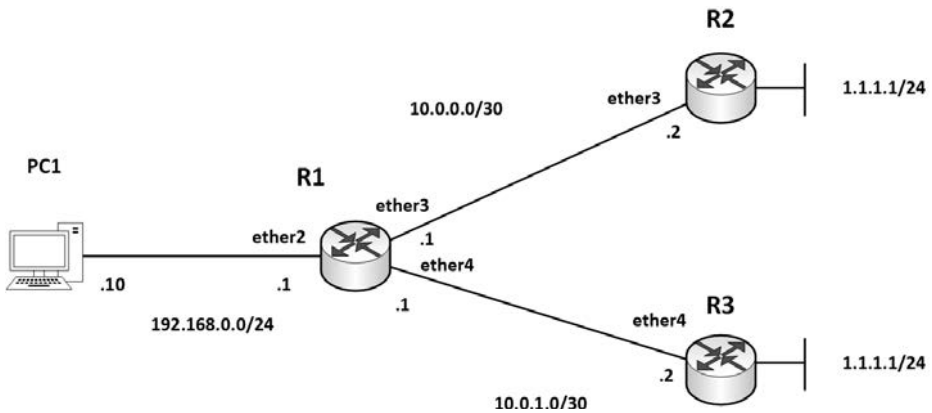 R2
ether3
1.1.1.1/24
10.0.0.0/30
.2
PC1
R1
ether3
ether2
.1
ether4
.10
.1
.1
R3
192.168.0.0/24
ether4
1.1.1.1/24
.2
10.0.1.0/30